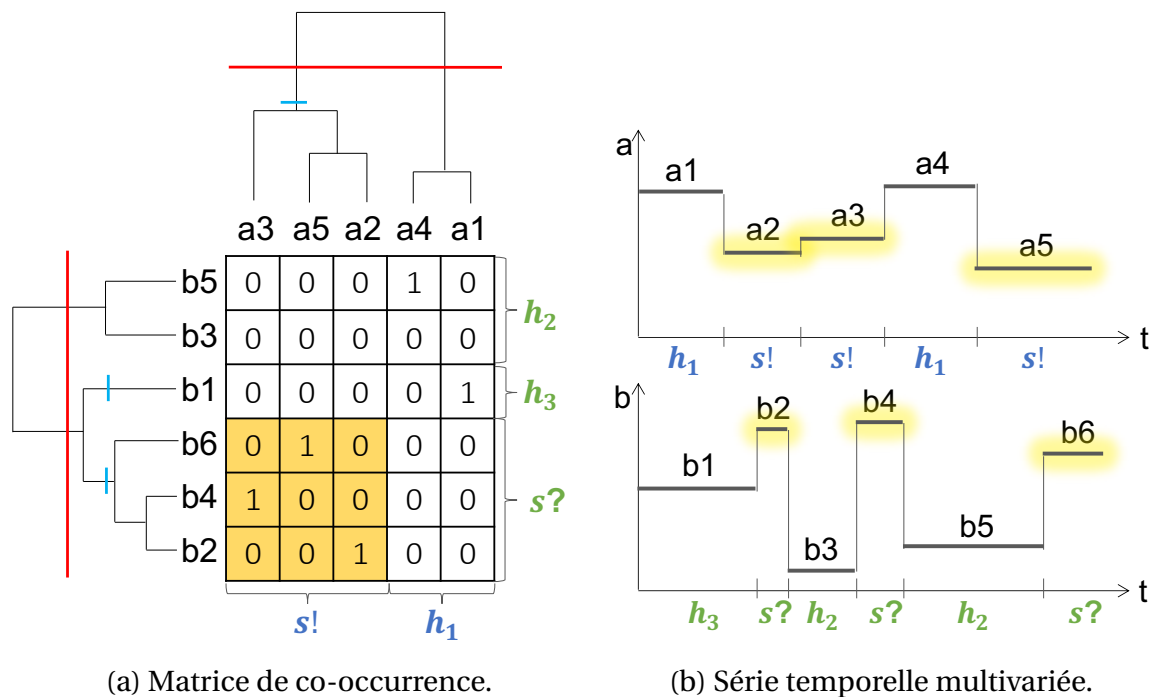 a3 a5 a2 a4 a1
b5 0 0 0 1 0
b3 0 0 0 0 0
h₂
b1 0 0 0 0 1 h₃
b6 0 1 0 0 0
b4 1 0 0 0 0
s?
b2 0 0 1 0 0
s! h₁
(a) Matrice de co-occurrence.
a
a1 a2 a3 a4 a5
t
h₁ s! s! h₁ s!
b
b1 b2 b3 b4 b5 b6
t
h₃ s? h₂ s? h₂ s?
(b) Série temporelle multivariée.